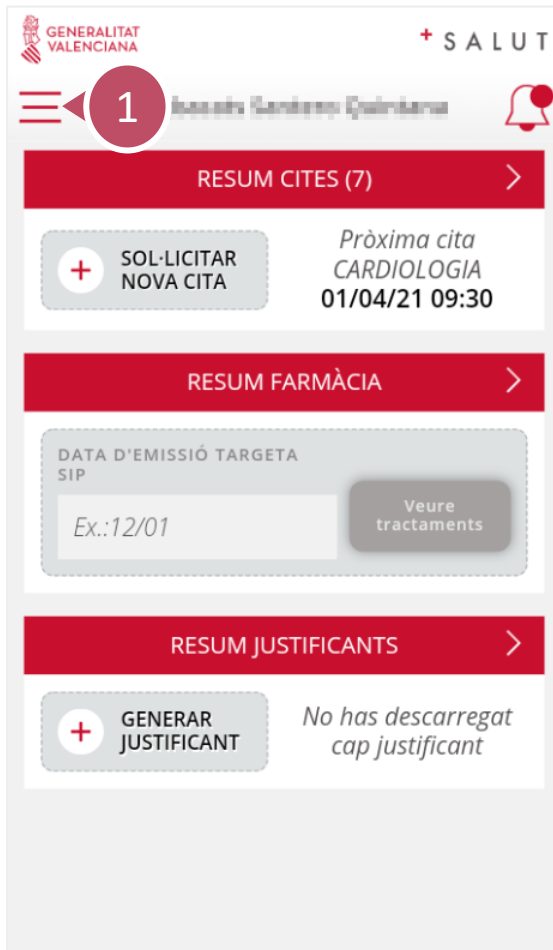 GENERALITAT
VALENCIANA
+ SALUT
1
RESUM CITES (7)
SOL·LICITAR
NOVA CITA
Pròxima cita
CARDIOLOGIA
01/04/21 09:30
RESUM FARMÀCIA
DATA D'EMISSIÓ TARGETA
SIP
Ex.:12/01
Veure
tractaments
RESUM JUSTIFICANTS
GENERAR
JUSTIFICANT
No has descarregat
cap justificant